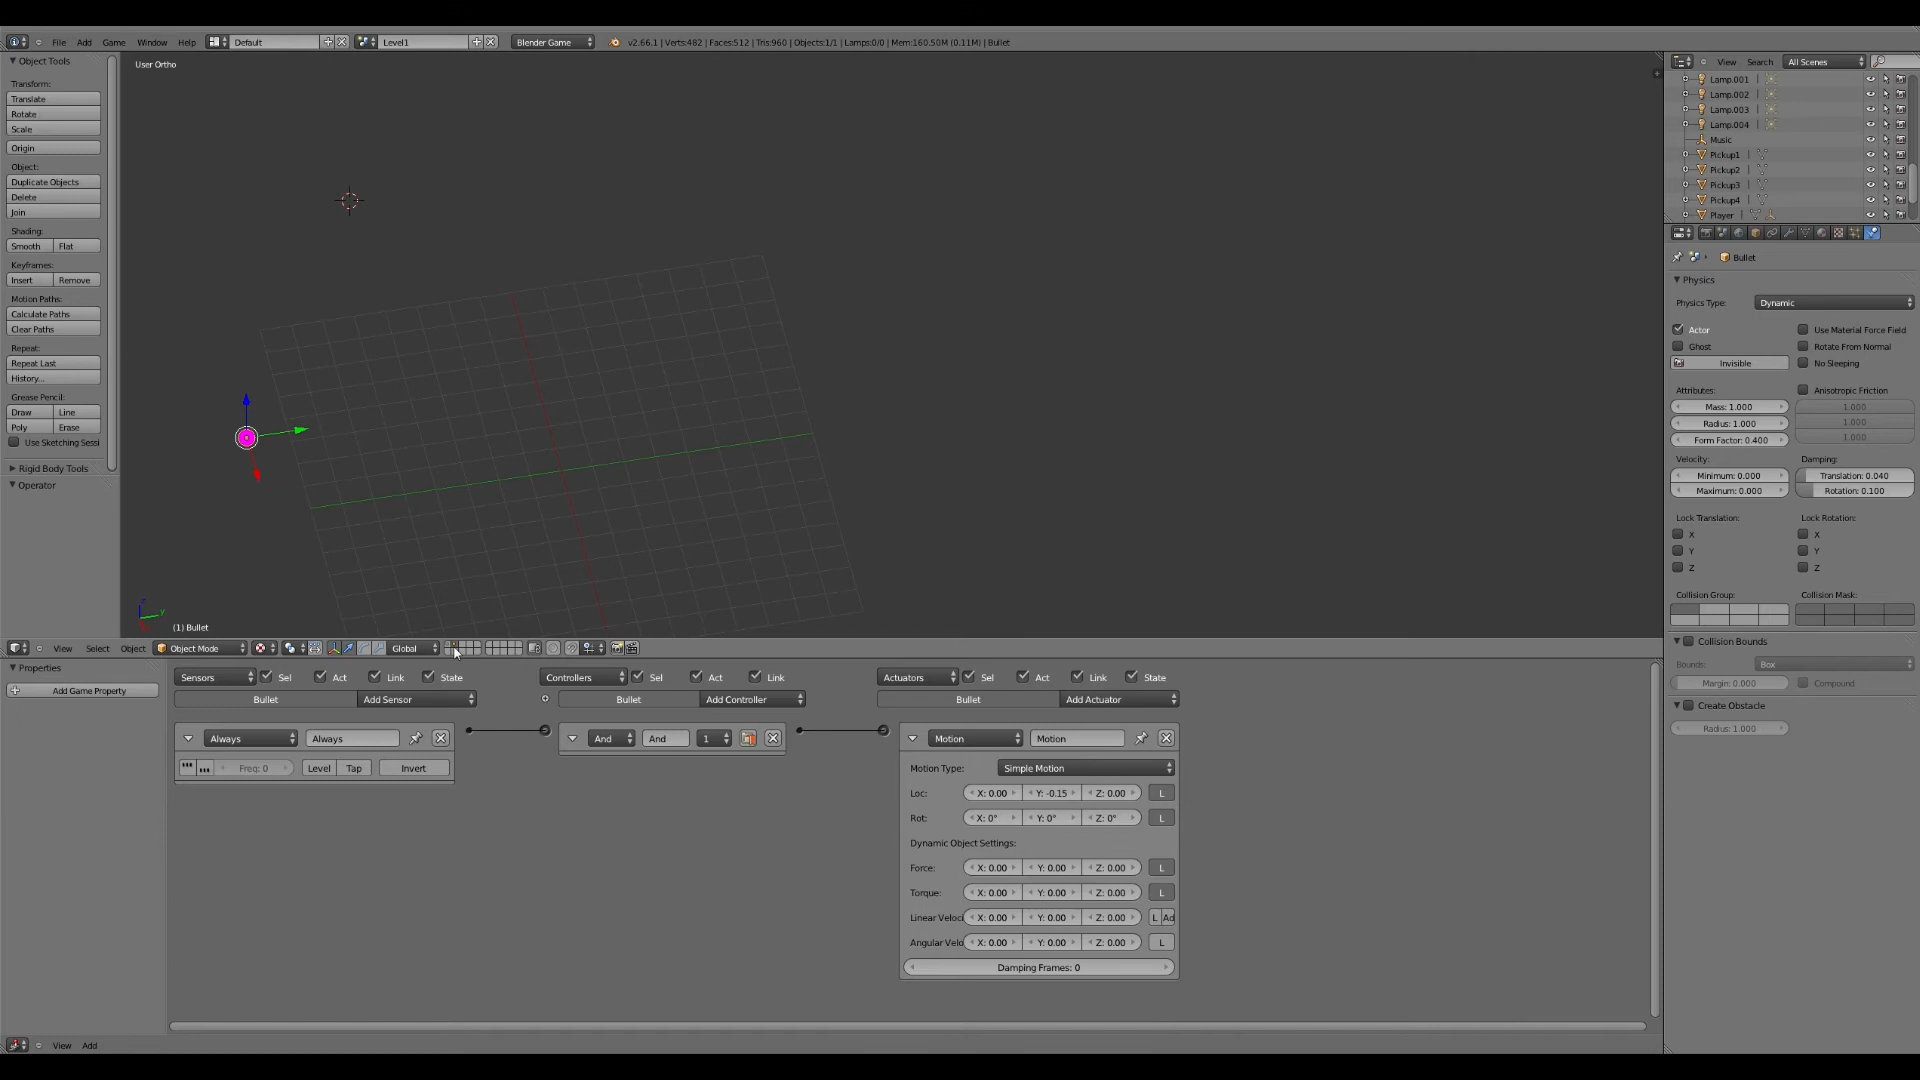 File Add Game Window Help Default Level1 Blender Game v2.66.1 | Verts:482 | Faces:512 | Tris:960 | Objects:1/1 | Lamps:0/0 | Mem:160.50M (0.11M) | Bullet
Object Tools
Transform:
Translate
Rotate
Scale
Origin
Object:
Duplicate Objects
Delete
Join
Shading:
Smooth Flat
Keyframes:
Insert Remove
Motion Paths:
Calculate Paths
Clear Paths
Repeat:
Repeat Last
History...
Grease Pencil:
Draw Line
Poly Erase
Use Sketching Sessi
Rigid Body Tools
Operator
User Ortho
(1) Bullet
View Search All Scenes
Lamp.001
Lamp.002
Lamp.003
Lamp.004
Music
Pickup1
Pickup2
Pickup3
Pickup4
Player
Bullet
Physics
Physics Type: Dynamic
Actor Use Material Force Field
Ghost Rotate From Normal
Invisible No Sleeping
Attributes: Anisotropic Friction
Mass: 1.000 1.000
Radius: 1.000 1.000
Form Factor: 0.400 1.000
Velocity: Damping:
Minimum: 0.000 Translation: 0.040
Maximum: 0.000 Rotation: 0.100
Lock Translation: Lock Rotation:
X X
Y Y
Z Z
Collision Group: Collision Mask:
Collision Bounds
Bounds: Box
Margin: 0.000 Compound
Create Obstacle
Radius: 1.000
View Select Object Object Mode Global
Properties
Add Game Property
Sensors Sel Act Link State Controllers Sel Act Link Actuators Sel Act Link State
Bullet Add Sensor Bullet Add Controller Bullet Add Actuator
Always Always And And 1 Motion Motion
Freq: 0 Level Tap Invert
Motion Type: Simple Motion
Loc: X: 0.00 Y: -0.15 Z: 0.00 L
Rot: X: 0° Y: 0° Z: 0° L
Dynamic Object Settings:
Force: X: 0.00 Y: 0.00 Z: 0.00 L
Torque: X: 0.00 Y: 0.00 Z: 0.00 L
Linear Veloci X: 0.00 Y: 0.00 Z: 0.00 L Ad
Angular Velo X: 0.00 Y: 0.00 Z: 0.00 L
Damping Frames: 0
View Add